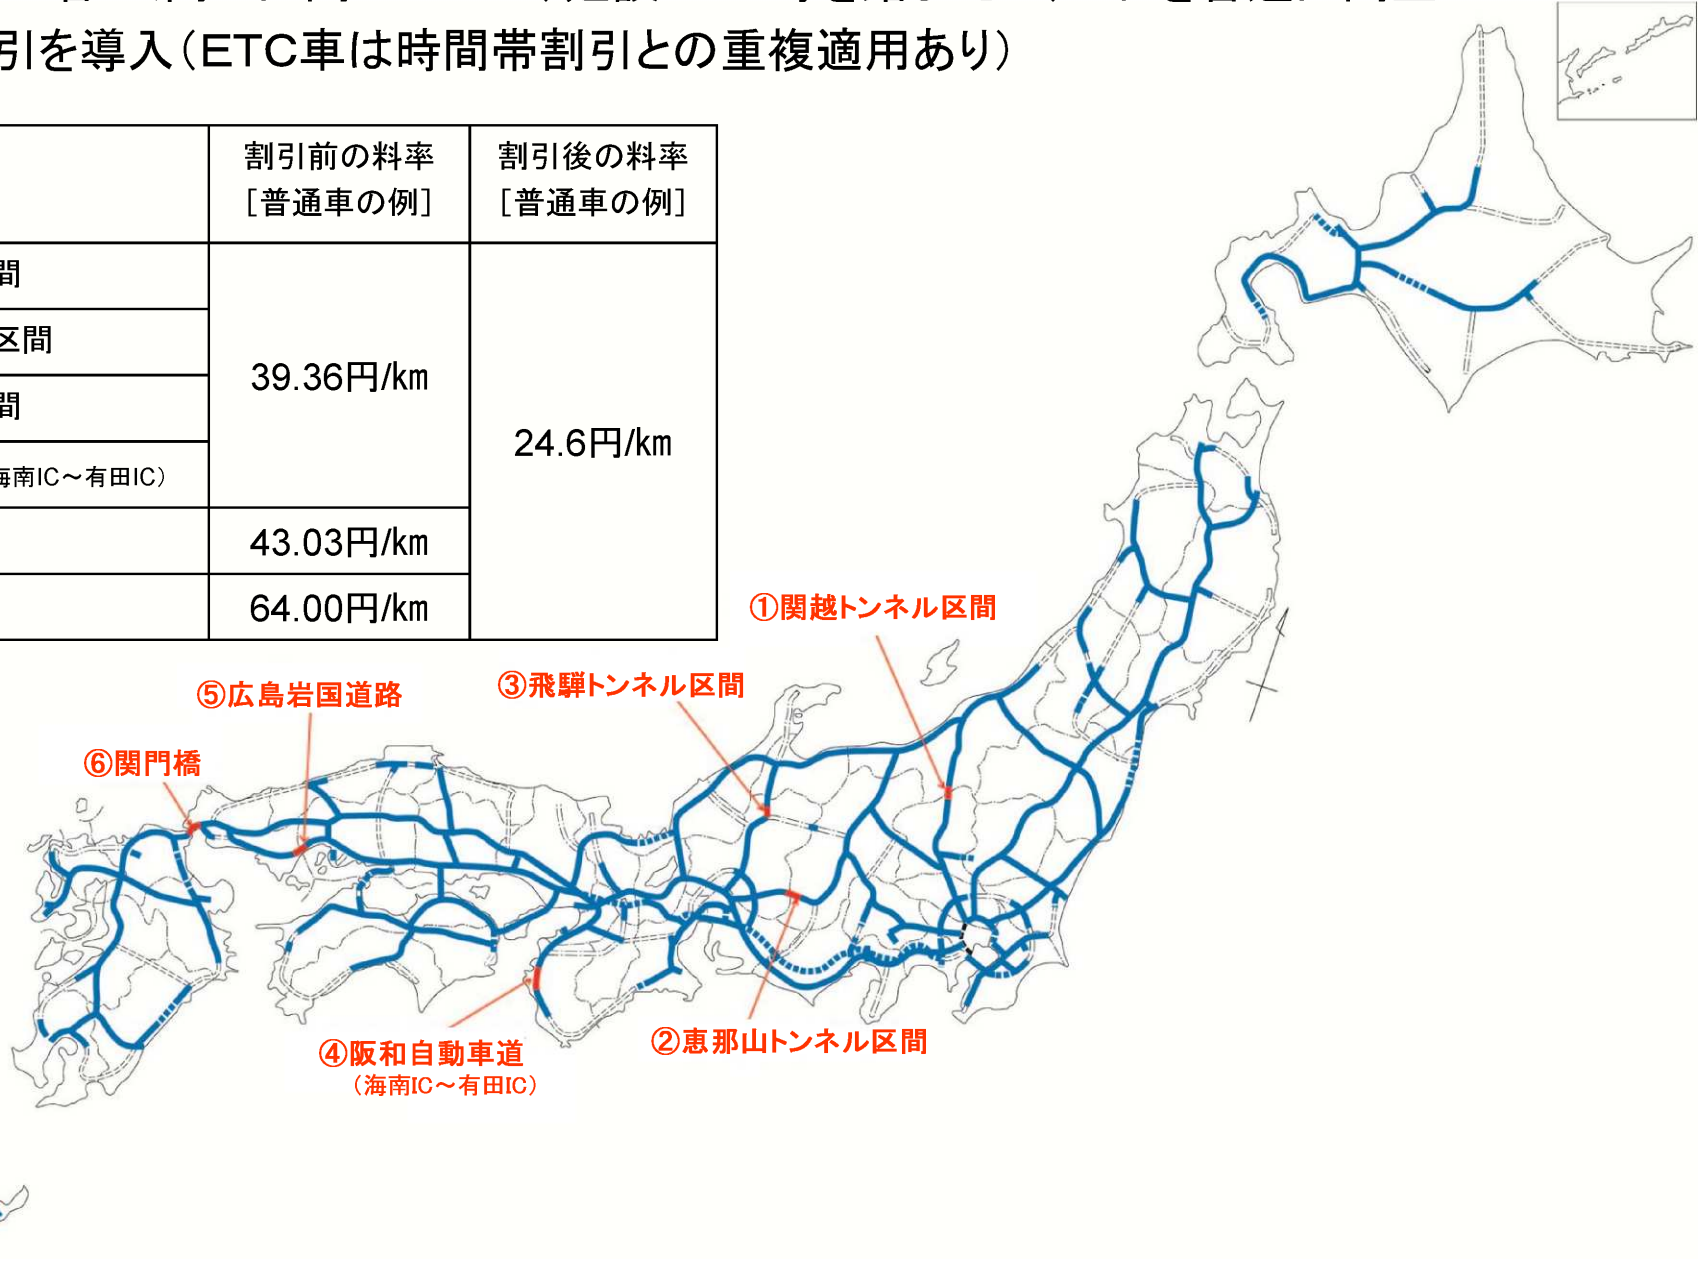 引を導入（ＥＴＣ車は時間帯割引との重複適用あり）
割引前の料率
［普通車の例］
割引後の料率
［普通車の例］
間
区間
間
海南IC～有田IC）
39.36円/km
43.03円/km
64.00円/km
24.6円/km
①関越トンネル区間
③飛騨トンネル区間
⑤広島岩国道路
⑥関門橋
④阪和自動車道
（海南IC～有田IC）
②恵那山トンネル区間